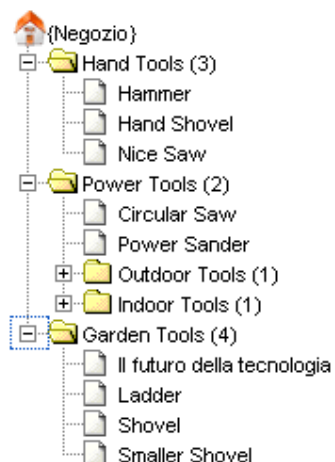 {Negozio}
Hand Tools (3)
Hammer
Hand Shovel
Nice Saw
Power Tools (2)
Circular Saw
Power Sander
Outdoor Tools (1)
Indoor Tools (1)
Garden Tools (4)
Il futuro della tecnologia
Ladder
Shovel
Smaller Shovel